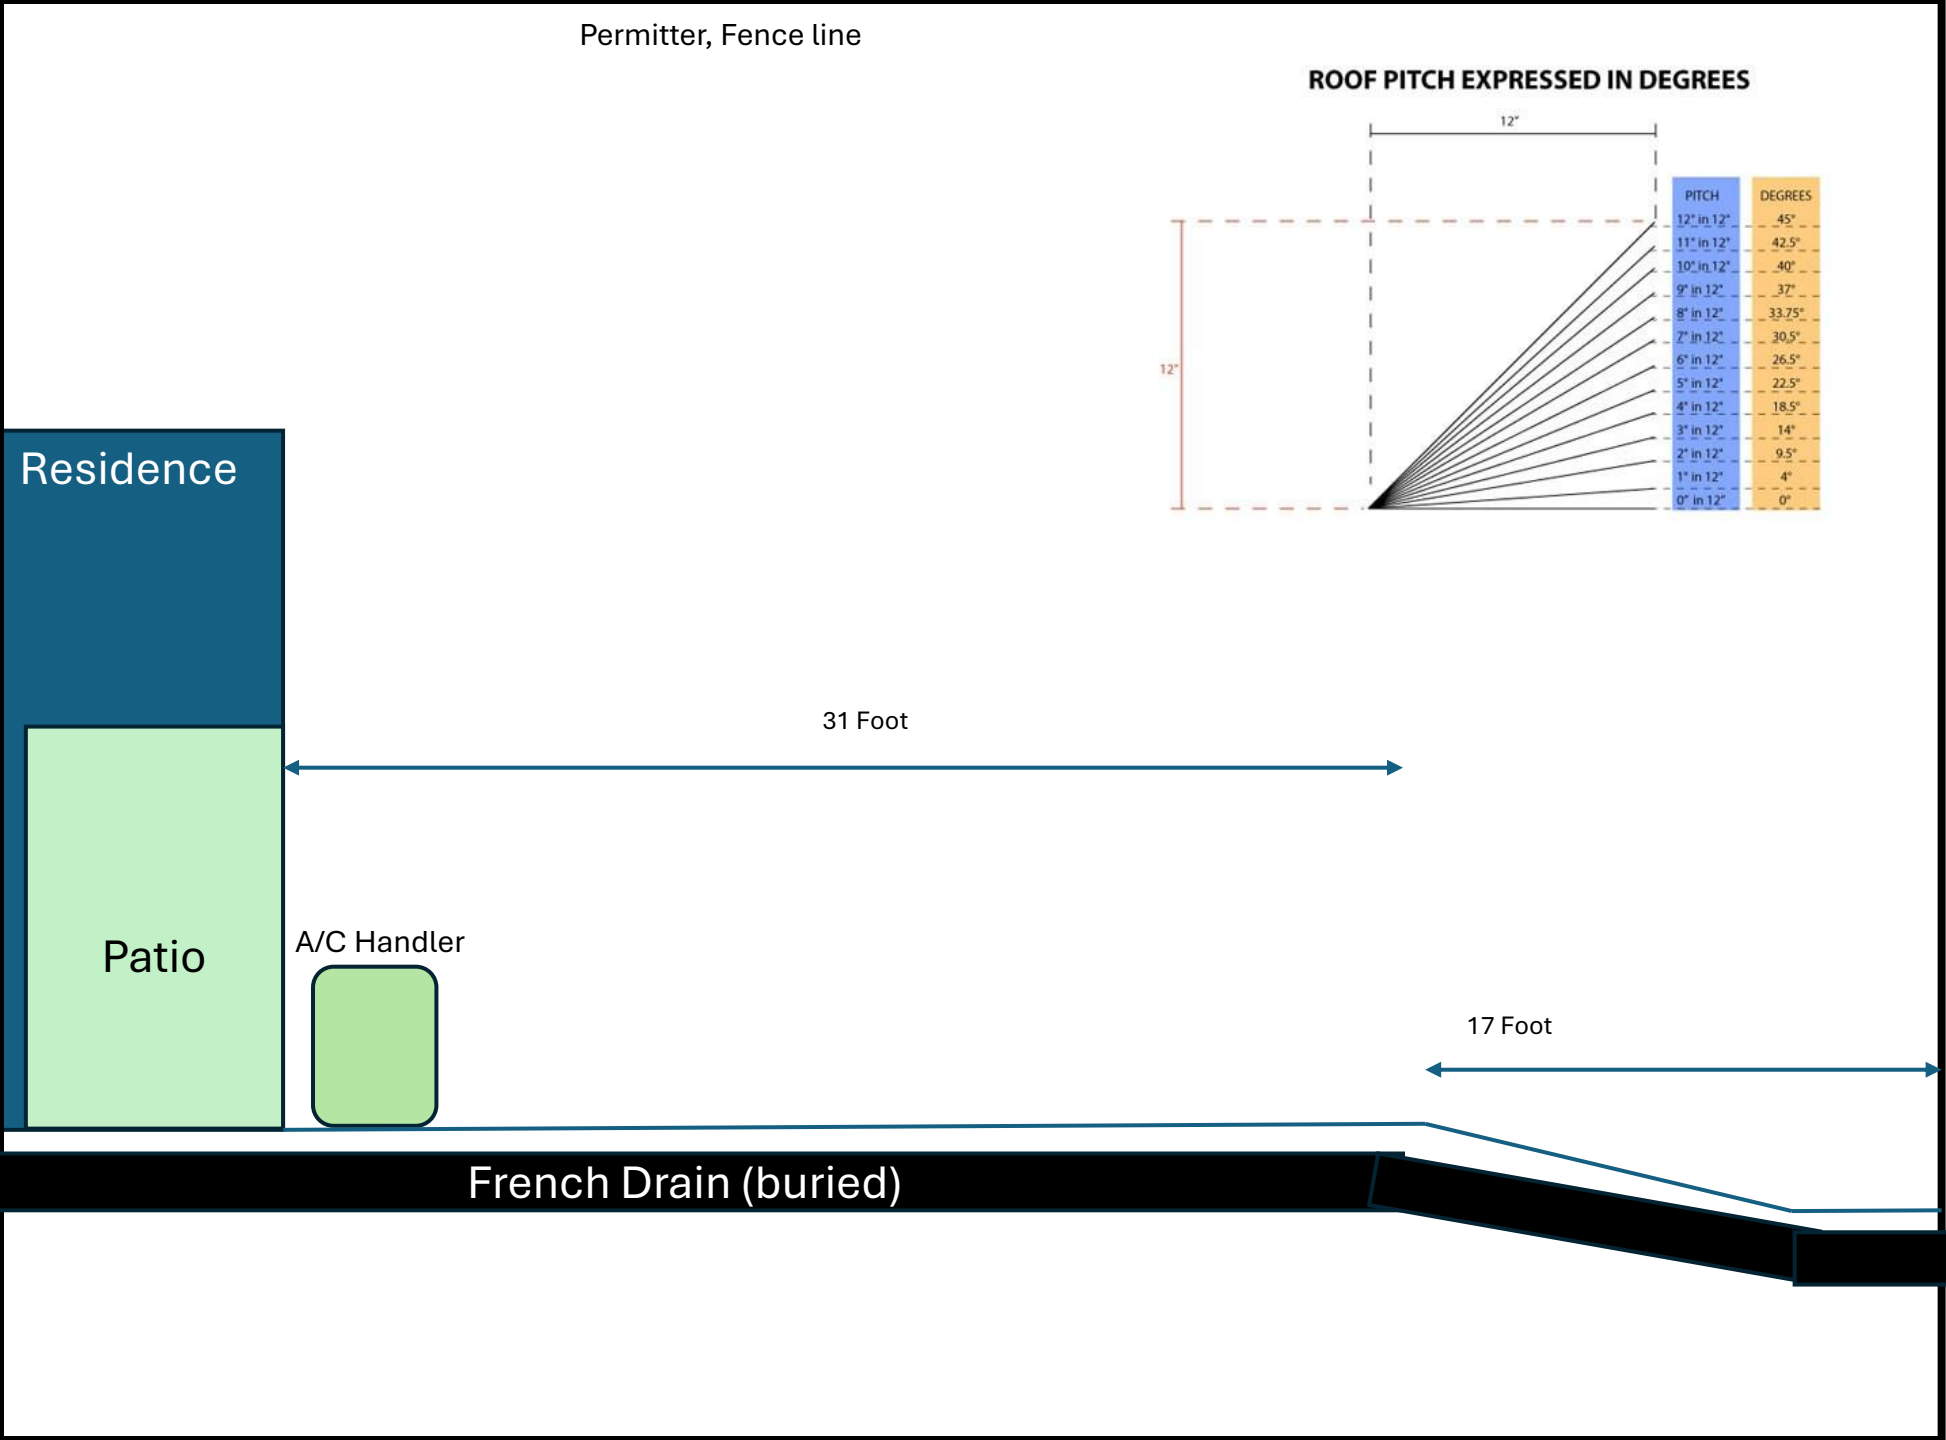 Permitter, Fence line
ROOF PITCH EXPRESSED IN DEGREES
12"
PITCH DEGREES
12" in 12" 45°
11" in 12" 42.5°
10" in 12" 40°
9" in 12" 37°
8" in 12" 33.75°
7" in 12" 30.5°
12"
6" in 12" 26.5°
5" in 12" 22.5°
4" in 12" 18.5°
3" in 12" 14°
2" in 12" 9.5°
1" in 12" 4°
0" in 12" 0°
Residence
31 Foot
A/C Handler
Patio
17 Foot
French Drain (buried)